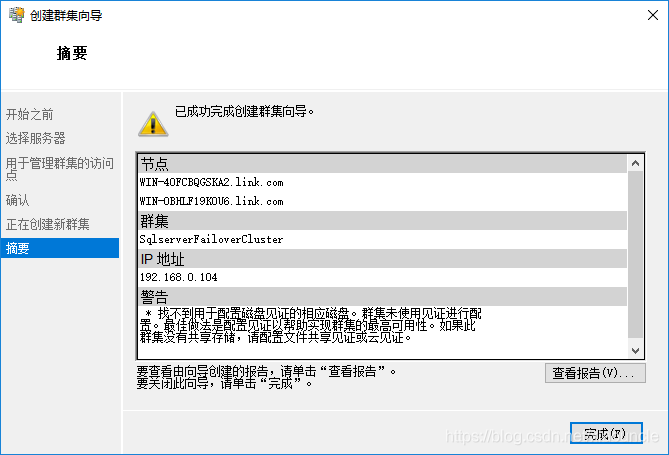 创建群集向导
摘要
开始之前
选择服务器
用于管理群集的访问
点
确认
正在创建新群集
摘要
已成功完成创建群集向导。
节点
WIN-4OFCBQGSKA2.link.com
WIN-0BHLF19KOU6.link.com
群集
SqlserverFailoverCluster
IP 地址
192.168.0.104
警告
* 找不到用于配置磁盘见证的相应磁盘。群集未使用见证进行配
置。最佳做法是配置见证以帮助实现群集的最高可用性。如果此
群集没有共享存储，请配置文件共享见证或云见证。
要查看由向导创建的报告，请单击“查看报告”。
要关闭此向导，请单击“完成”。
查看报告(V)...
完成(F)